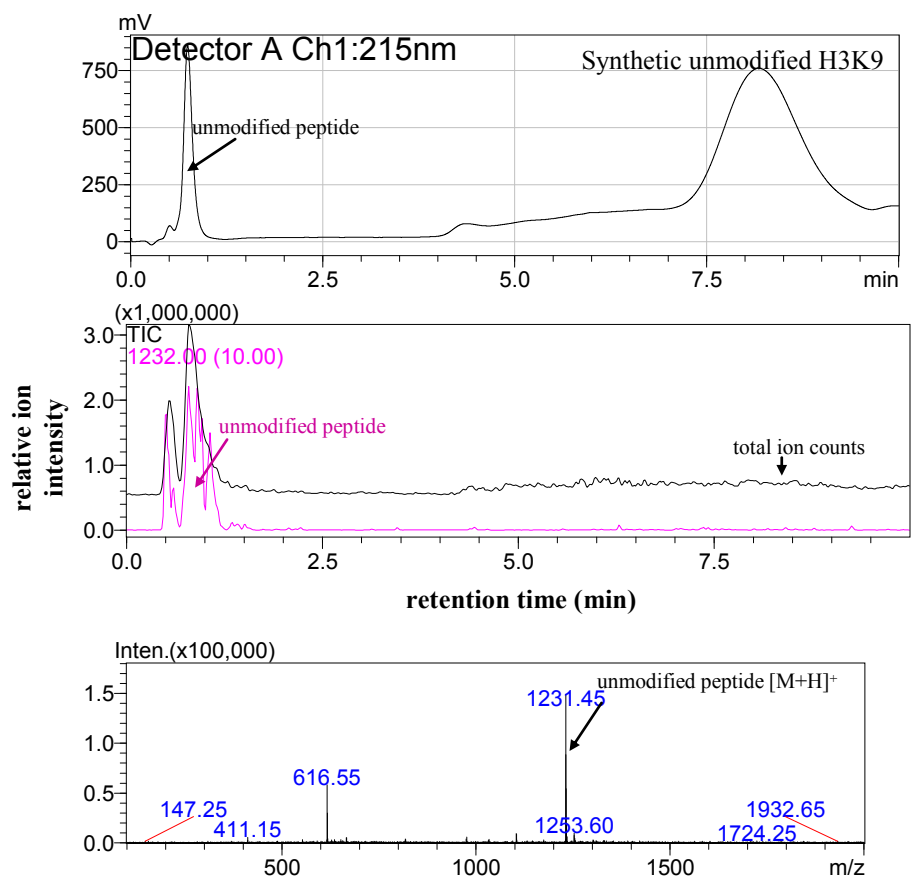 mV
Detector A Ch1:215nm
Synthetic unmodified H3K9
750
unmodified peptide
500
250
0
0.0 2.5 5.0 7.5 min
(x1,000,000)
3.0 TIC
1232.00 (10.00)
2.0
unmodified peptide
total ion counts
1.0
0.0
0.0 2.5 5.0 7.5
relative ion
intensity
retention time (min)
Inten.(x100,000)
unmodified peptide [M+H]⁺
1.5
1231.45
1.0
616.55
0.5
147.25 1932.65
411.15 1253.60 1724.25
0.0
500 1000 1500 m/z